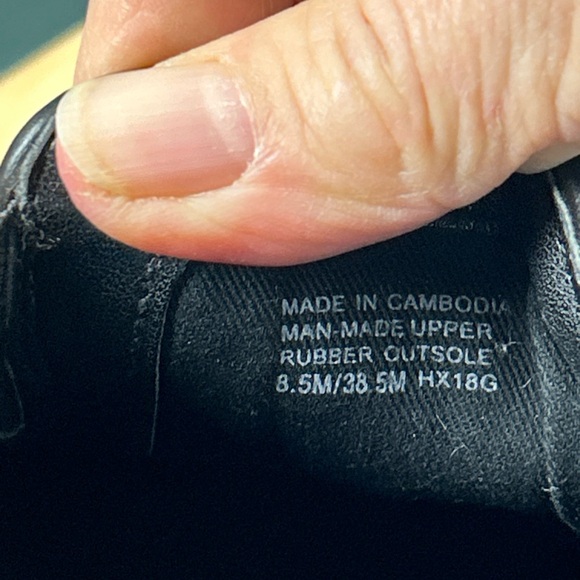 MADE IN CAMBODIA
MAN-MADE UPPER
RUBBER OUTSOLE
8.5M/38.5M HX18G